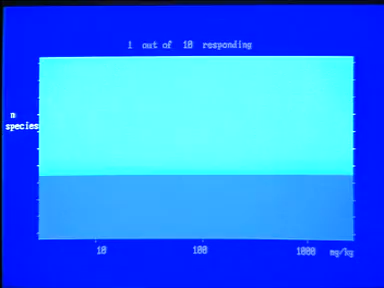 1 out of 10 responding
n
species
10 100 1000 mg/kg